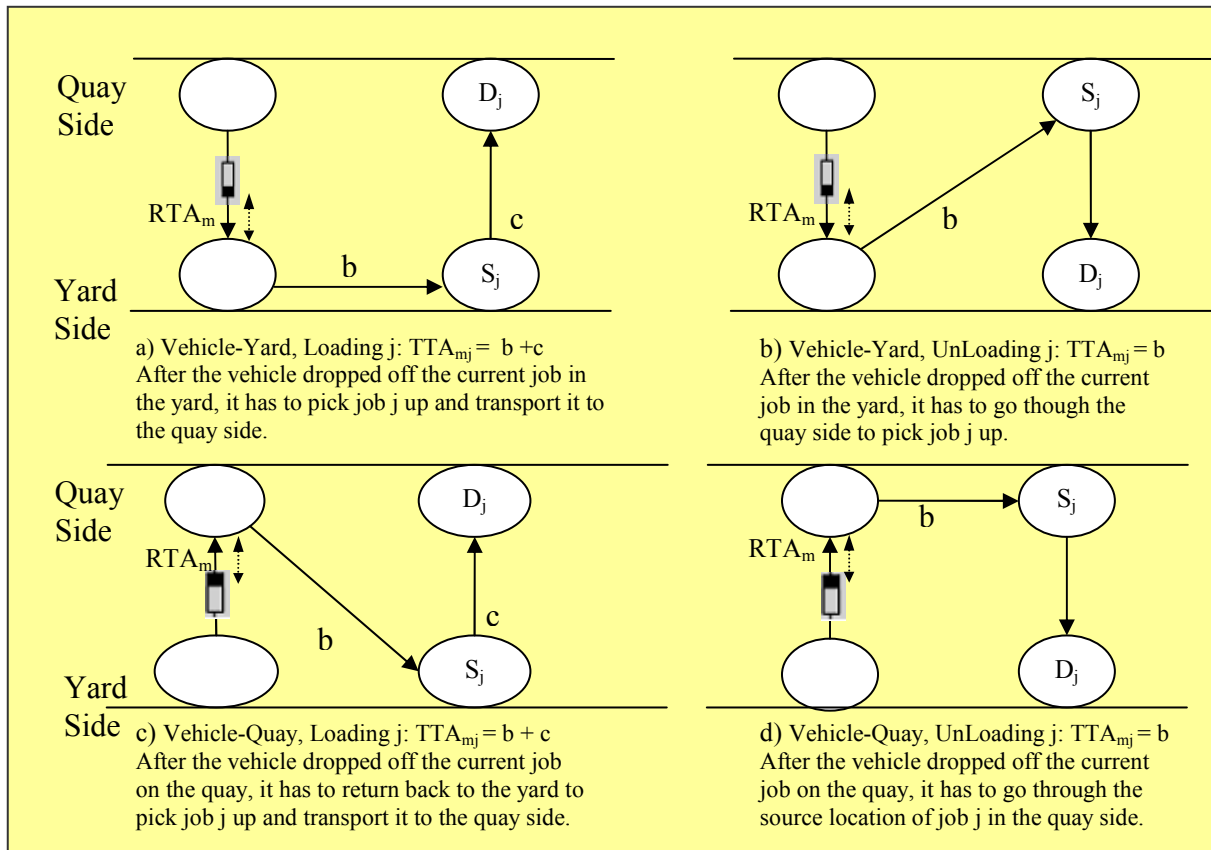 Quay
Side
D_j
RTA_m
c
b
S_j
Yard
Side
a) Vehicle-Yard, Loading j: TTA_mj = b +c
After the vehicle dropped off the current job in
the yard, it has to pick job j up and transport it to
the quay side.
S_j
RTA_m
b
D_j
b) Vehicle-Yard, UnLoading j: TTA_mj = b
After the vehicle dropped off the current
job in the yard, it has to go though the
quay side to pick job j up.
Quay
Side
D_j
RTA_m
c
b
S_j
Yard
Side
c) Vehicle-Quay, Loading j: TTA_mj = b + c
After the vehicle dropped off the current job
on the quay, it has to return back to the yard to
pick job j up and transport it to the quay side.
S_j
b
RTA_m
D_j
d) Vehicle-Quay, UnLoading j: TTA_mj = b
After the vehicle dropped off the current
job on the quay, it has to go through the
source location of job j in the quay side.